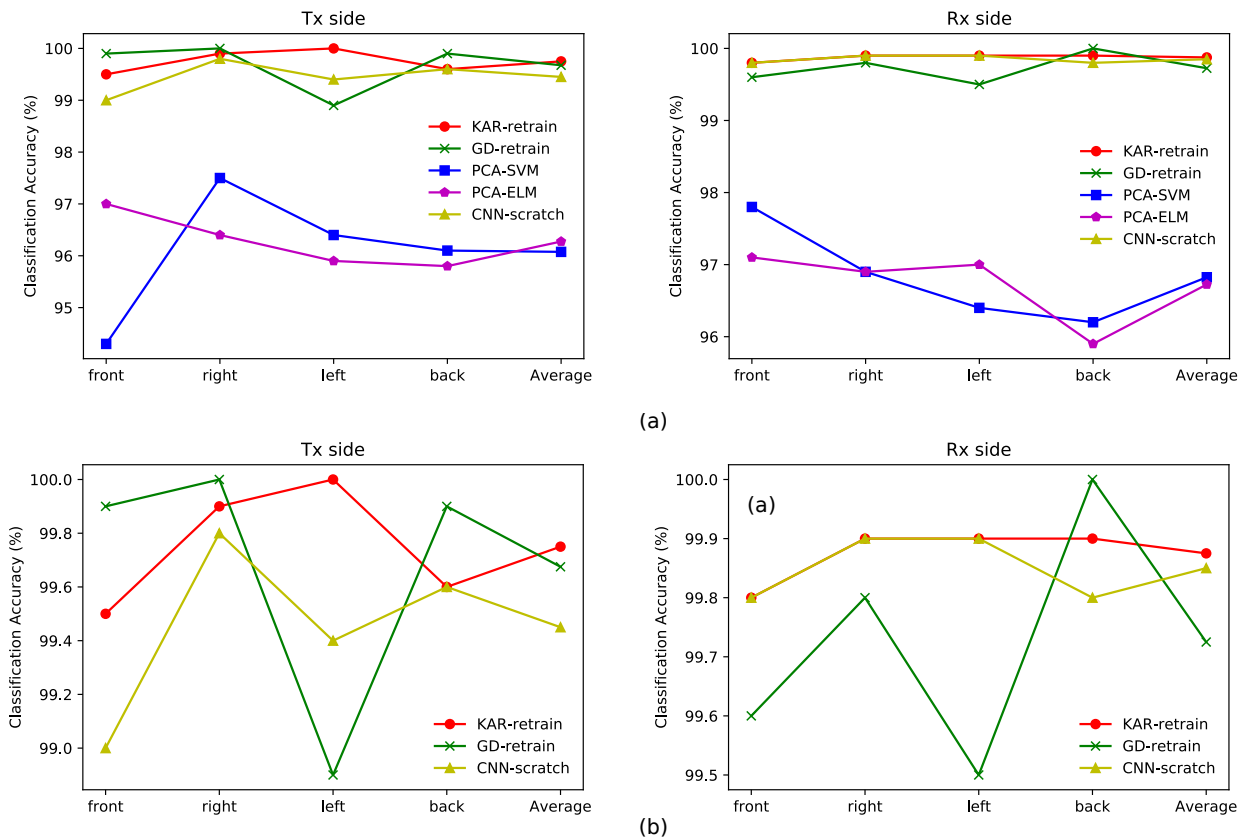 Tx side
Classification Accuracy (%)
100
99
98
97
96
95
KAR-retrain
GD-retrain
PCA-SVM
PCA-ELM
CNN-scratch
front right left back Average
Rx side
Classification Accuracy (%)
100
99
98
97
96
KAR-retrain
GD-retrain
PCA-SVM
PCA-ELM
CNN-scratch
front right left back Average
(a)
Tx side
Classification Accuracy (%)
100.0
99.8
99.6
99.4
99.2
99.0
KAR-retrain
GD-retrain
CNN-scratch
front right left back Average
Rx side
Classification Accuracy (%)
100.0
99.9
99.8
99.7
99.6
99.5
(a)
KAR-retrain
GD-retrain
CNN-scratch
front right left back Average
(b)